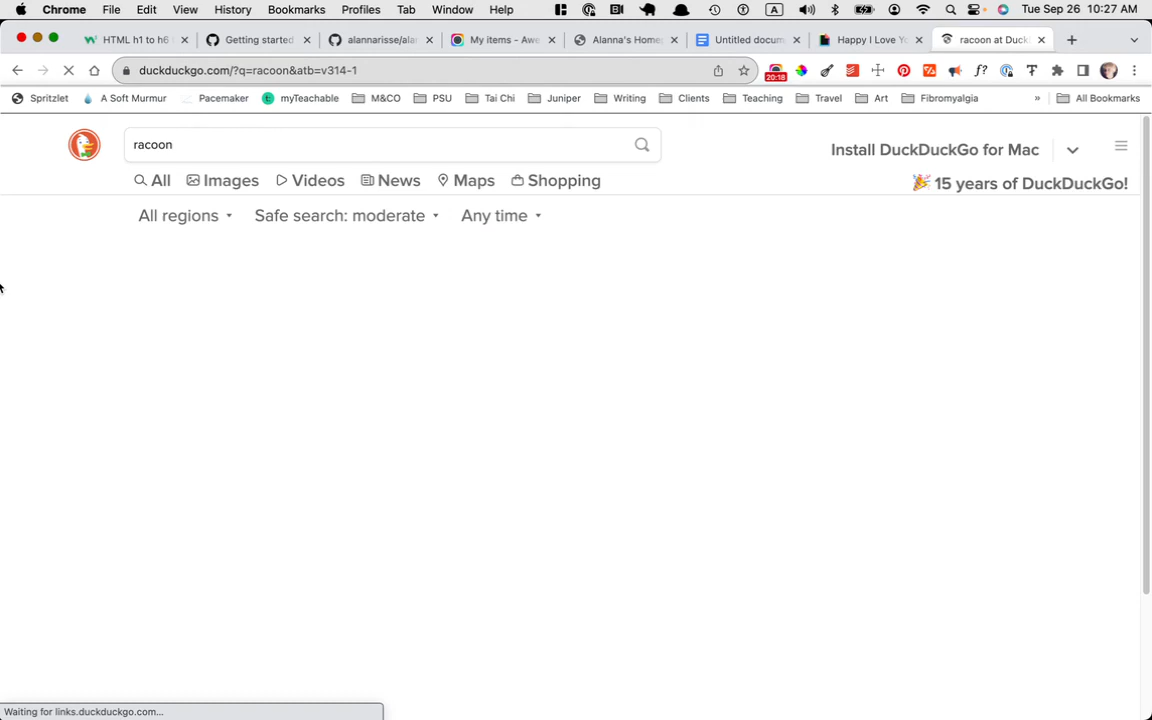 Chrome File Edit View History Bookmarks Profiles Tab Window Help A Tue Sep 26 10:27 AM
HTML h1 to h6 Getting started alannarisse/ala My items - Awe Alanna's Home Untitled docum Happy I Love Yo racoon at Duck
duckduckgo.com/?q=racoon&atb=v314-1 20:18 f?
Spritzlet A Soft Murmur Pacemaker myTeachable M&CO PSU Tai Chi Juniper Writing Clients Teaching Travel Art Fibromyalgia » All Bookmarks
racoon
Install DuckDuckGo for Mac
All Images Videos News Maps Shopping
🎉 15 years of DuckDuckGo!
All regions Safe search: moderate Any time
Waiting for links.duckduckgo.com...